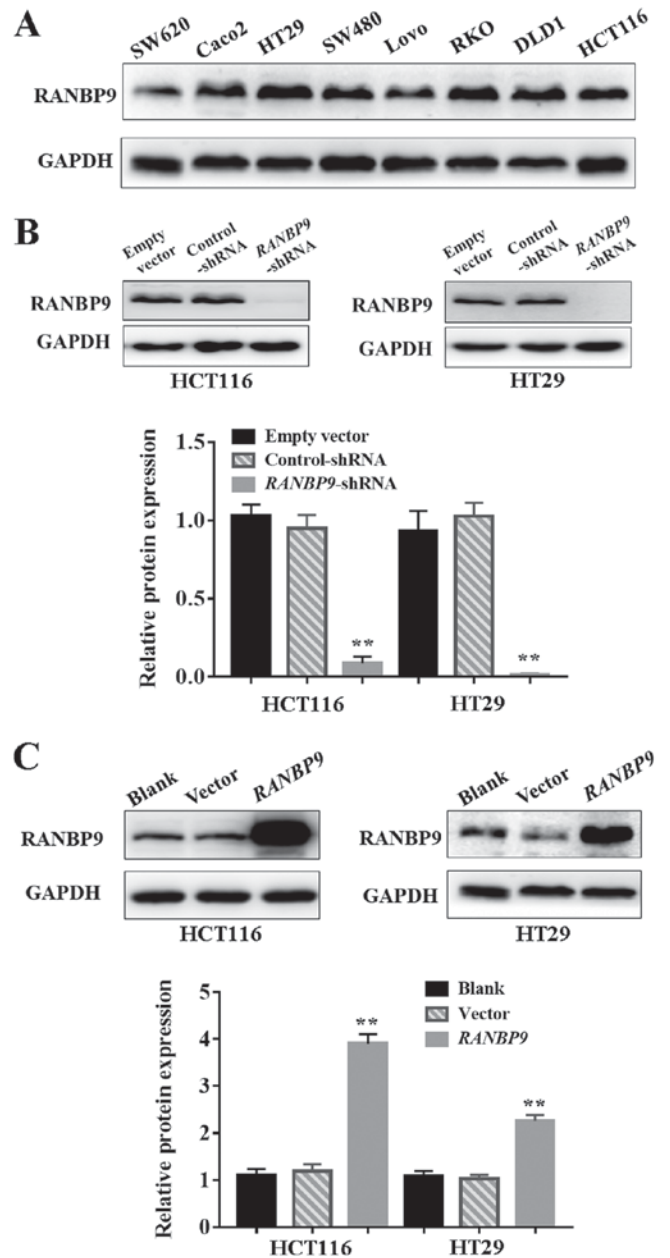 A
SW620 Caco2 HT29 SW480 Lovo RKO DLD1 HCT116
RANBP9
GAPDH
B
Empty vector Control -shRNA RANBP9 -shRNA
RANBP9
GAPDH
HCT116
Empty vector Control -shRNA RANBP9 -shRNA
RANBP9
GAPDH
HT29
Relative protein expression
1.5
1.0
0.5
0.0
Empty vector
Control-shRNA
RANBP9-shRNA
**
**
HCT116 HT29
C
Blank Vector RANBP9
RANBP9
GAPDH
HCT116
Blank Vector RANBP9
RANBP9
GAPDH
HT29
Relative protein expression
5
4
3
2
1
0
Blank
Vector
RANBP9
**
**
HCT116 HT29